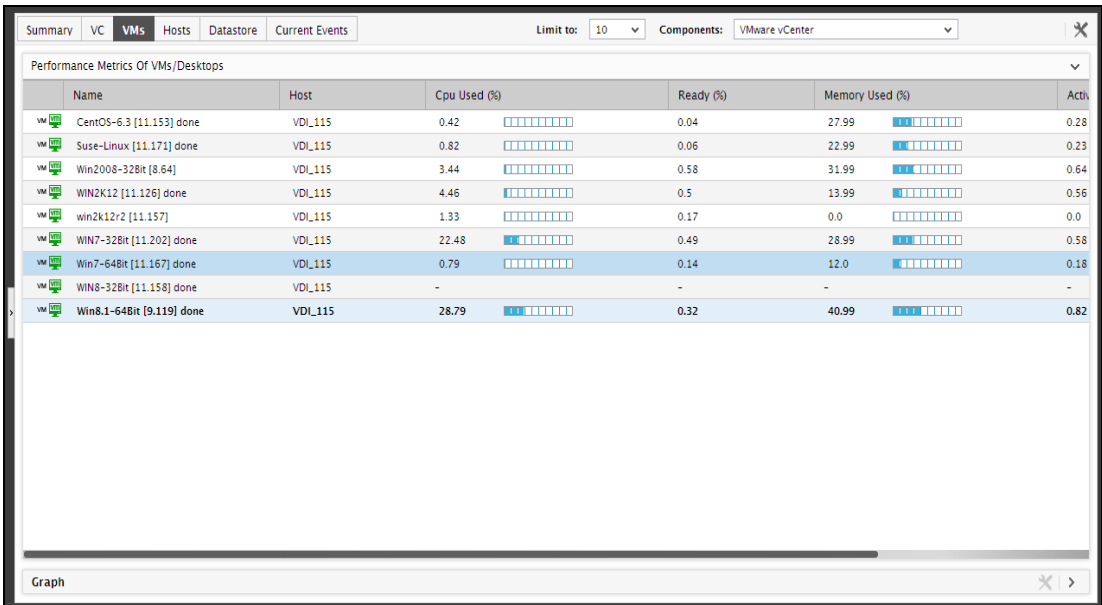 Summary VC VMs Hosts Datastore Current Events Limit to: 10 Components: VMware vCenter
Performance Metrics Of VMs/Desktops
Name Host Cpu Used (%) Ready (%) Memory Used (%) Activ
VM CentOS-6.3 [11.153] done VDI_115 0.42 0.04 27.99 0.28
VM Suse-Linux [11.171] done VDI_115 0.82 0.06 22.99 0.23
VM Win2008-32Bit [8.64] VDI_115 3.44 0.58 31.99 0.64
VM WIN2K12 [11.126] done VDI_115 4.46 0.5 13.99 0.56
VM win2k12r2 [11.157] VDI_115 1.33 0.17 0.0 0.0
VM WIN7-32Bit [11.202] done VDI_115 22.48 0.49 28.99 0.58
VM Win7-64Bit [11.167] done VDI_115 0.79 0.14 12.0 0.18
VM WIN8-32Bit [11.158] done VDI_115 - - - -
VM Win8.1-64Bit [9.119] done VDI_115 28.79 0.32 40.99 0.82
Graph